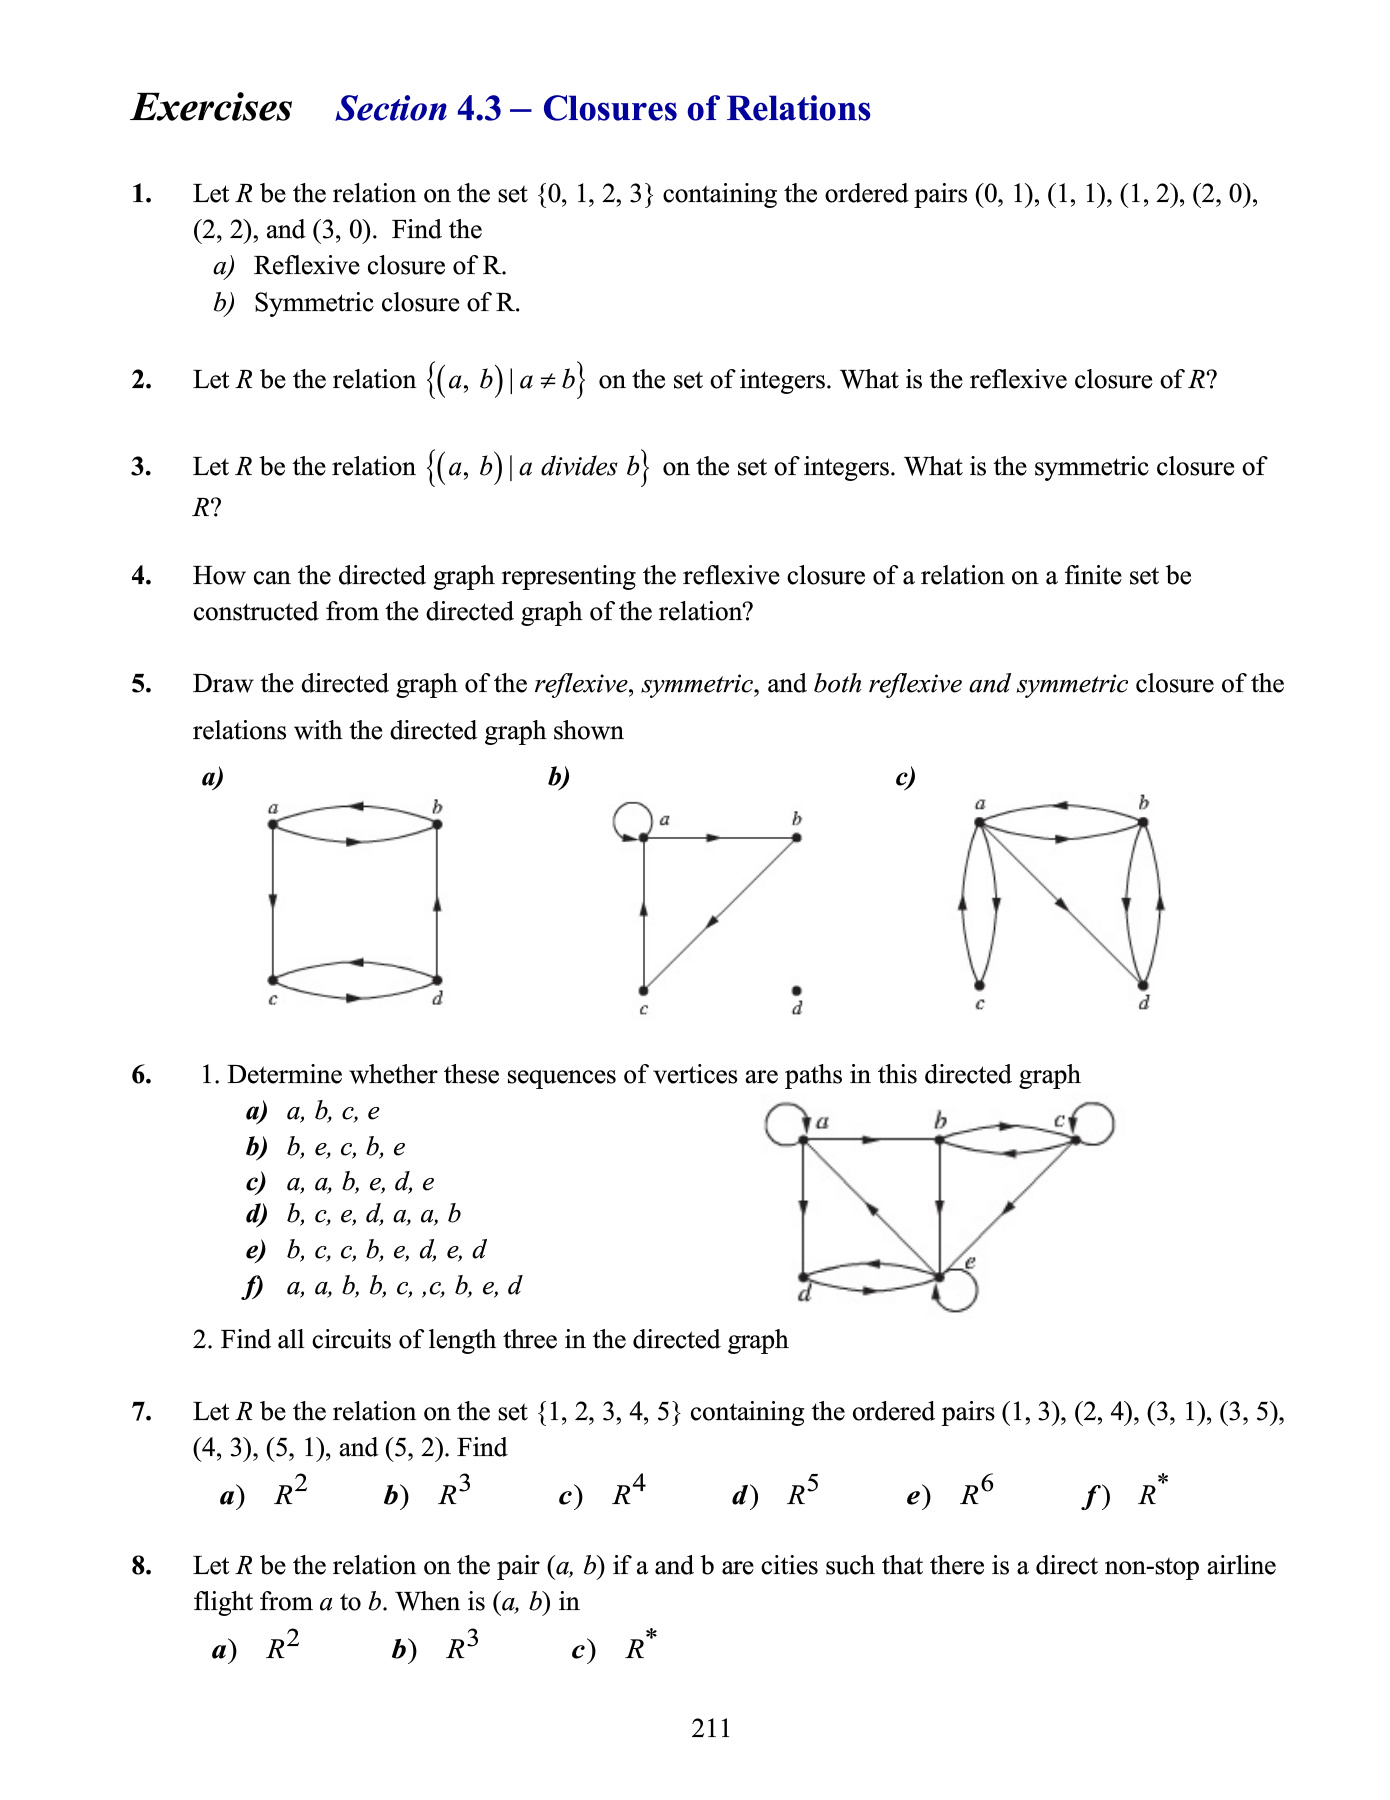 Exercises Section 4.3 – Closures of Relations
1. Let R be the relation on the set {0, 1, 2, 3} containing the ordered pairs (0, 1), (1, 1), (1, 2), (2, 0),
(2, 2), and (3, 0). Find the
a) Reflexive closure of R.
b) Symmetric closure of R.
2. Let R be the relation {(a, b) | a ≠ b} on the set of integers. What is the reflexive closure of R?
3. Let R be the relation {(a, b) | a divides b} on the set of integers. What is the symmetric closure of
R?
4. How can the directed graph representing the reflexive closure of a relation on a finite set be
constructed from the directed graph of the relation?
5. Draw the directed graph of the reflexive, symmetric, and both reflexive and symmetric closure of the
relations with the directed graph shown
a) b) c)
a b a b a b
c d c d c d
6. 1. Determine whether these sequences of vertices are paths in this directed graph
a) a, b, c, e
b) b, e, c, b, e
c) a, a, b, e, d, e
d) b, c, e, d, a, a, b
e) b, c, c, b, e, d, e, d
f) a, a, b, b, c, ,c, b, e, d
a b c
d e
2. Find all circuits of length three in the directed graph
7. Let R be the relation on the set {1, 2, 3, 4, 5} containing the ordered pairs (1, 3), (2, 4), (3, 1), (3, 5),
(4, 3), (5, 1), and (5, 2). Find
a) R² b) R³ c) R⁴ d) R⁵ e) R⁶ f) R*
8. Let R be the relation on the pair (a, b) if a and b are cities such that there is a direct non-stop airline
flight from a to b. When is (a, b) in
a) R² b) R³ c) R*
211